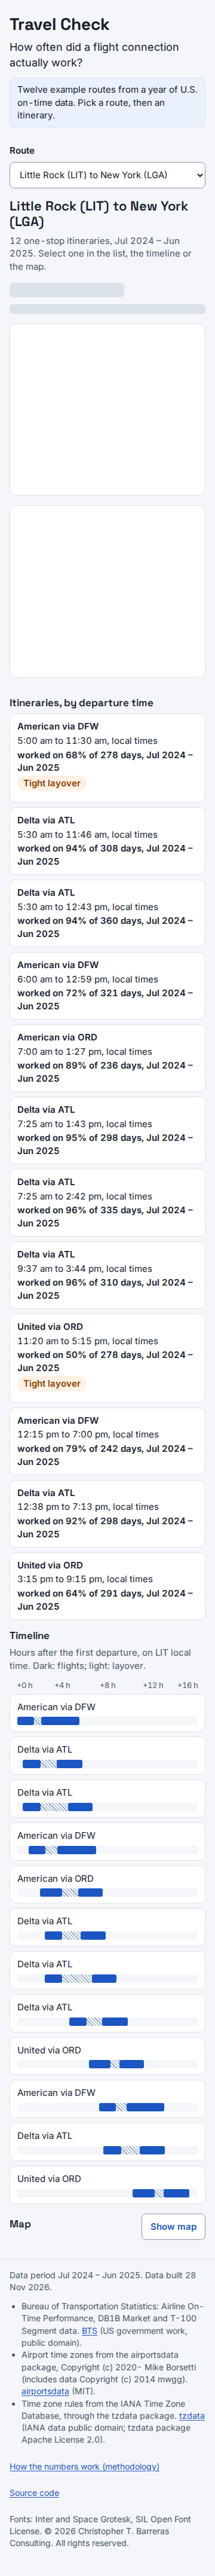 Travel Check
How often did a flight connection
actually work?
Twelve example routes from a year of U.S.
on-time data. Pick a route, then an
itinerary.
Route
Little Rock (LIT) to New York (LGA)
Little Rock (LIT) to New York
(LGA)
12 one-stop itineraries, Jul 2024 – Jun
2025. Select one in the list, the timeline or
the map.
Itineraries, by departure time
American via DFW
5:00 am to 11:30 am, local times
worked on 68% of 278 days, Jul 2024 –
Jun 2025
Tight layover
Delta via ATL
5:30 am to 11:46 am, local times
worked on 94% of 308 days, Jul 2024 –
Jun 2025
Delta via ATL
5:30 am to 12:43 pm, local times
worked on 94% of 360 days, Jul 2024 –
Jun 2025
American via DFW
6:00 am to 12:59 pm, local times
worked on 72% of 321 days, Jul 2024 –
Jun 2025
American via ORD
7:00 am to 1:27 pm, local times
worked on 89% of 236 days, Jul 2024 –
Jun 2025
Delta via ATL
7:25 am to 1:43 pm, local times
worked on 95% of 298 days, Jul 2024 –
Jun 2025
Delta via ATL
7:25 am to 2:42 pm, local times
worked on 96% of 335 days, Jul 2024 –
Jun 2025
Delta via ATL
9:37 am to 3:44 pm, local times
worked on 96% of 310 days, Jul 2024 –
Jun 2025
United via ORD
11:20 am to 5:15 pm, local times
worked on 50% of 278 days, Jul 2024 –
Jun 2025
Tight layover
American via DFW
12:15 pm to 7:00 pm, local times
worked on 79% of 242 days, Jul 2024 –
Jun 2025
Delta via ATL
12:38 pm to 7:13 pm, local times
worked on 92% of 298 days, Jul 2024 –
Jun 2025
United via ORD
3:15 pm to 9:15 pm, local times
worked on 64% of 291 days, Jul 2024 –
Jun 2025
Timeline
Hours after the first departure, on LIT local
time. Dark: flights; light: layover.
+0 h +4 h +8 h +12 h +16 h
American via DFW
Delta via ATL
Delta via ATL
American via DFW
American via ORD
Delta via ATL
Delta via ATL
Delta via ATL
United via ORD
American via DFW
Delta via ATL
United via ORD
Map
Show map
Data period Jul 2024 – Jun 2025. Data built 28
Nov 2026.
• Bureau of Transportation Statistics: Airline On-
Time Performance, DB1B Market and T-100
Segment data. BTS (US government work,
public domain).
• Airport time zones from the airportsdata
package, Copyright (c) 2020- Mike Borsetti
(includes data Copyright (c) 2014 mwgg).
airportsdata (MIT).
• Time zone rules from the IANA Time Zone
Database, through the tzdata package. tzdata
(IANA data public domain; tzdata package
Apache License 2.0).
How the numbers work (methodology)
Source code
Fonts: Inter and Space Grotesk, SIL Open Font
License. © 2026 Christopher T. Barreras
Consulting. All rights reserved.